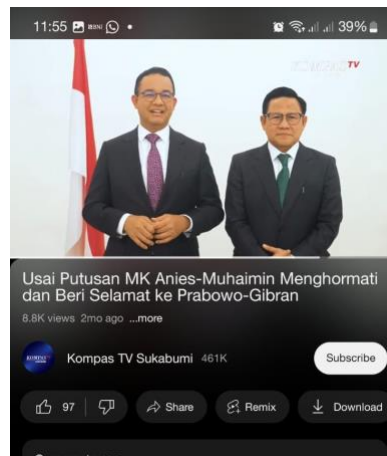 11:55
39%
TV
Usai Putusan MK Anies-Muhaimin Menghormati
dan Beri Selamat ke Prabowo-Gibran
8.8K views 2mo ago ...more
Kompas TV Sukabumi 461K
Subscribe
97 Share Remix Download